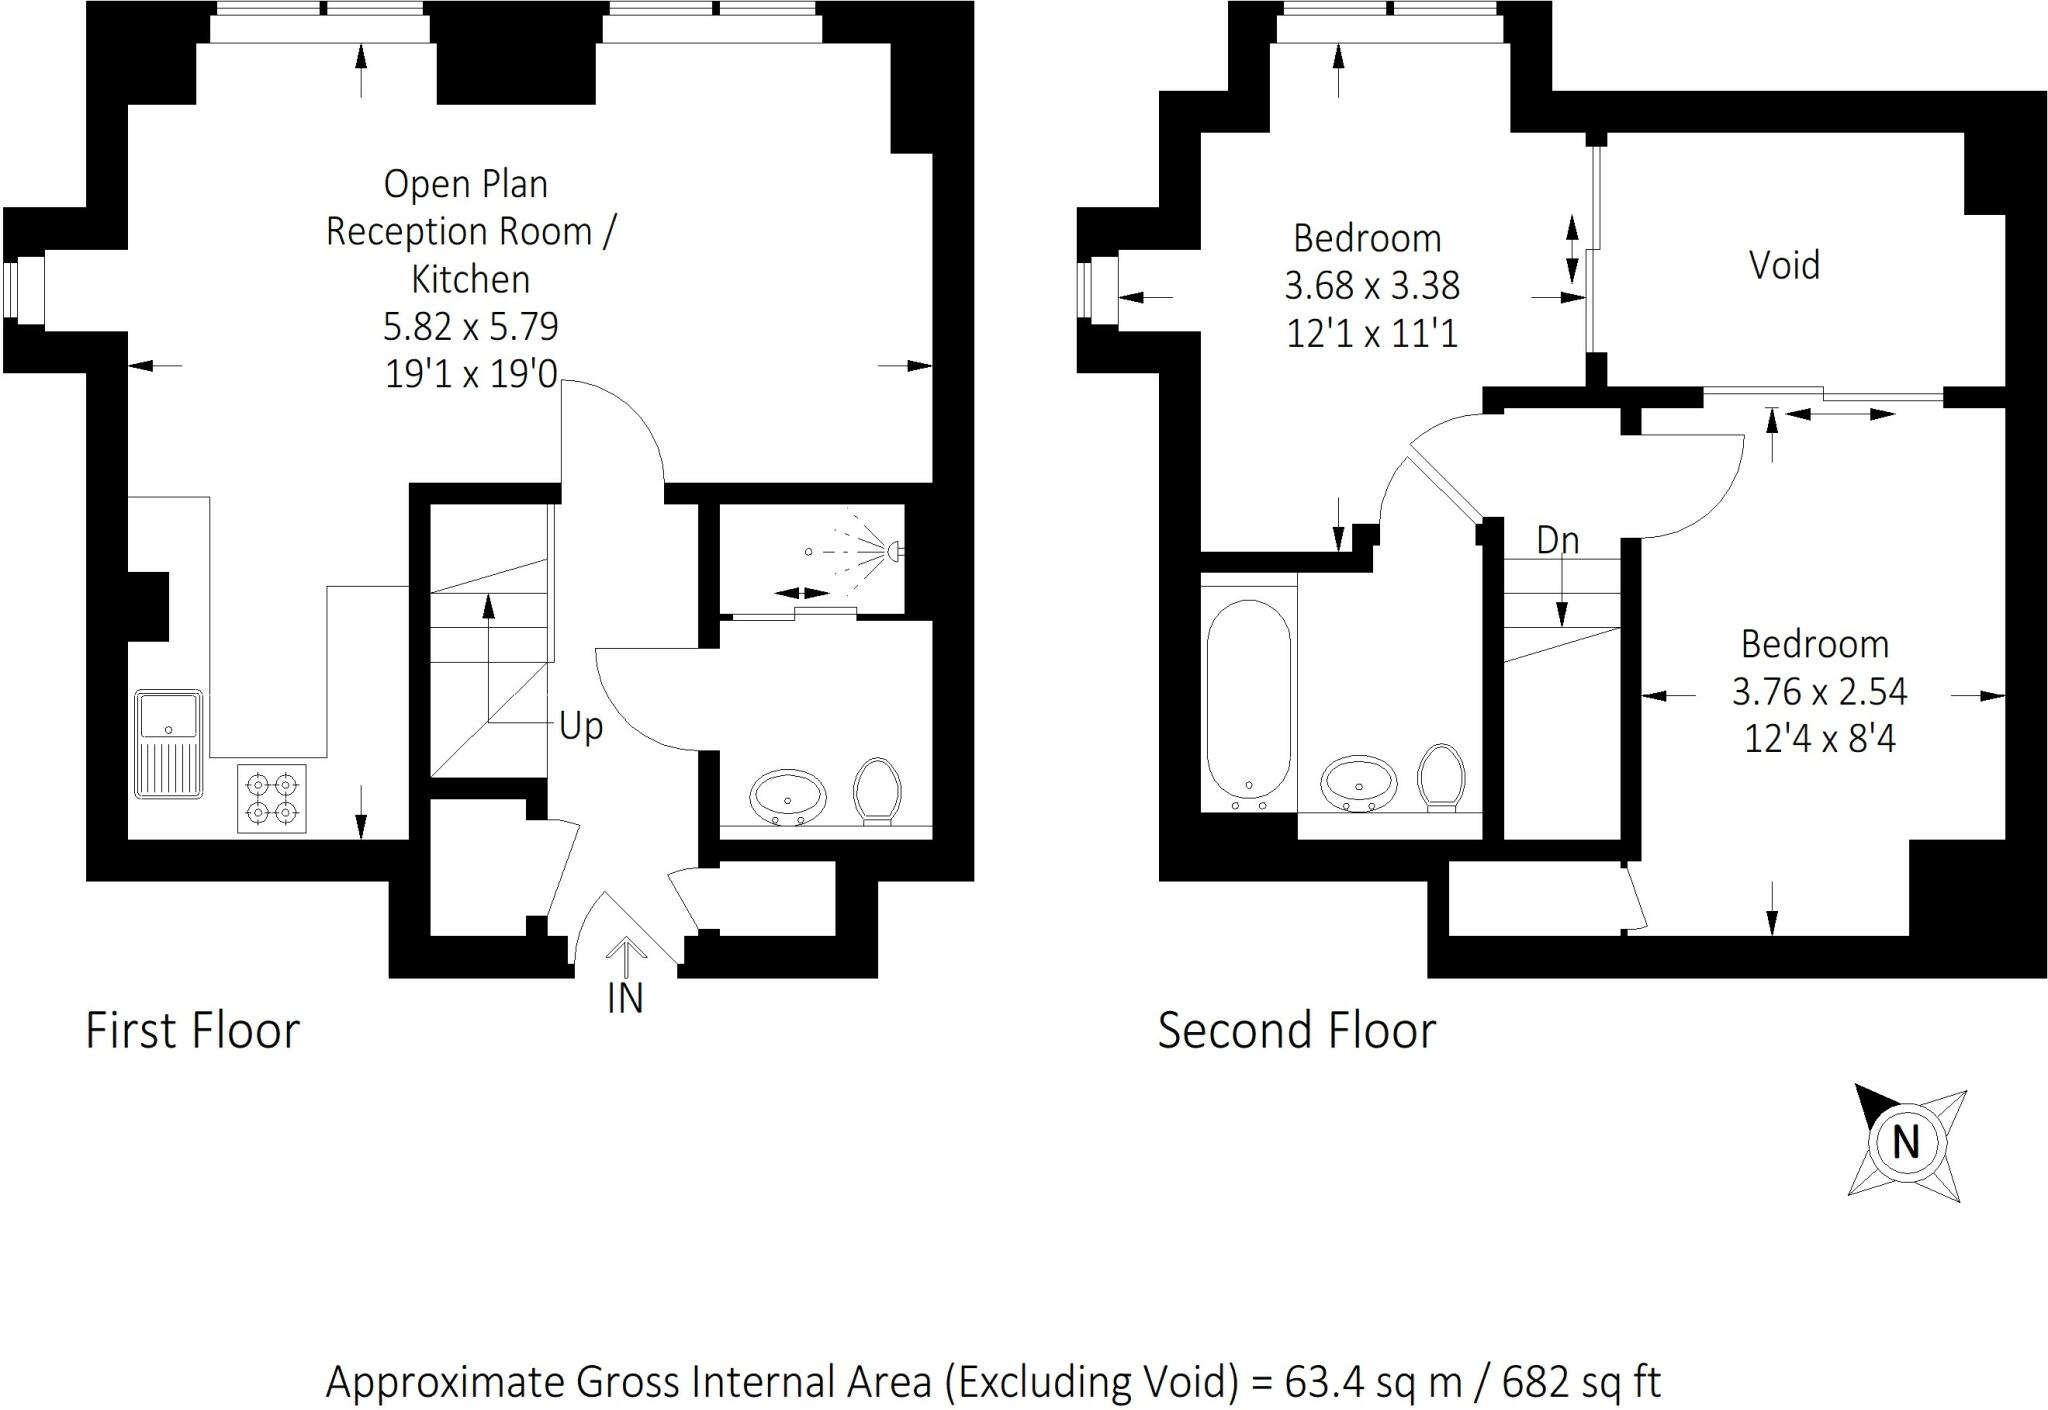 Open Plan
Reception Room /
Kitchen
5.82 x 5.79
19'1 x 19'0
Up
IN
First Floor
Bedroom
3.68 x 3.38
12'1 x 11'1
Void
Dn
Bedroom
3.76 x 2.54
12'4 x 8'4
Second Floor
N
Approximate Gross Internal Area (Excluding Void) = 63.4 sq m / 682 sq ft